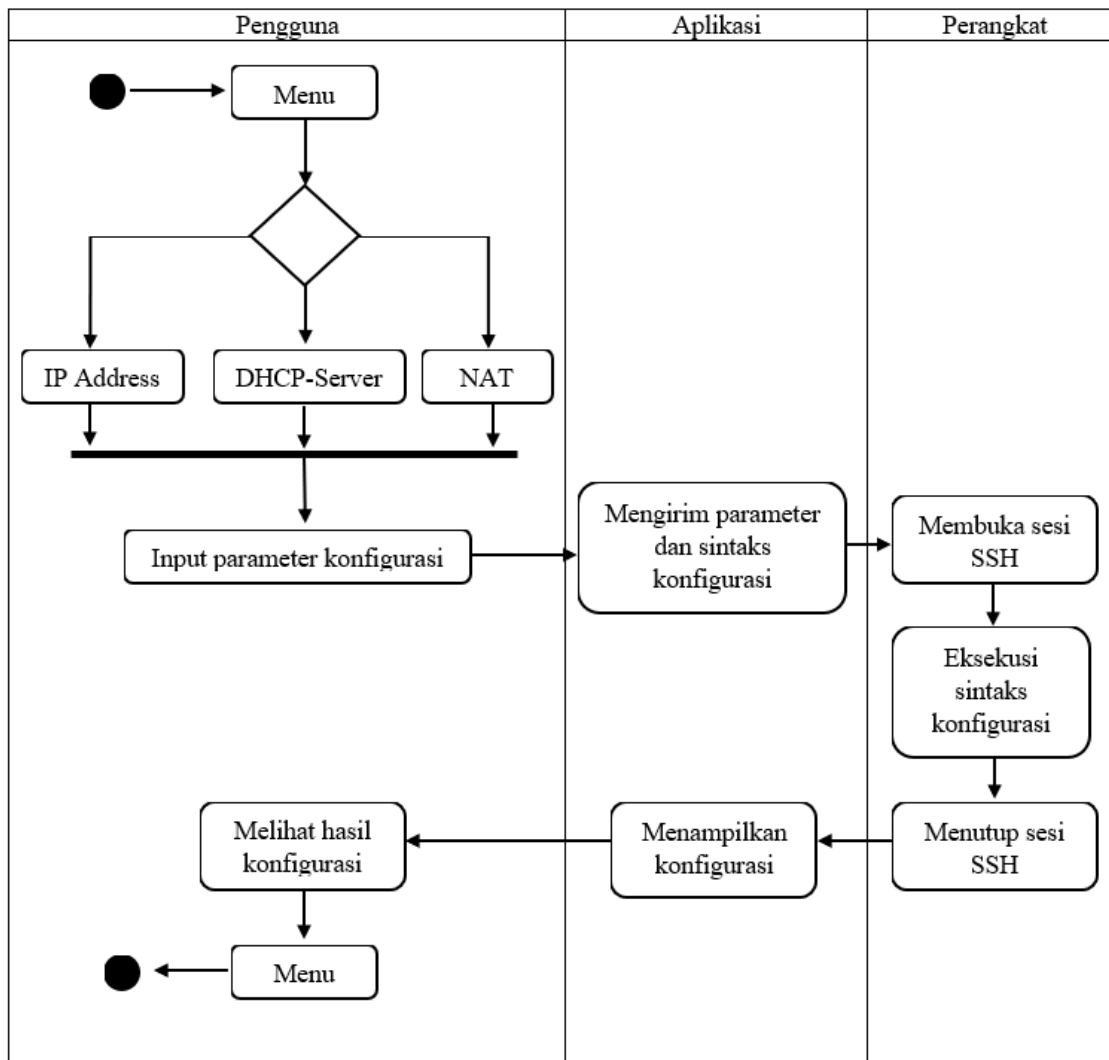 Pengguna
Aplikasi
Perangkat
Menu
IP Address
DHCP-Server
NAT
Input parameter konfigurasi
Mengirim parameter
dan sintaks
konfigurasi
Membuka sesi
SSH
Eksekusi
sintaks
konfigurasi
Menutup sesi
SSH
Menampilkan
konfigurasi
Melihat hasil
konfigurasi
Menu